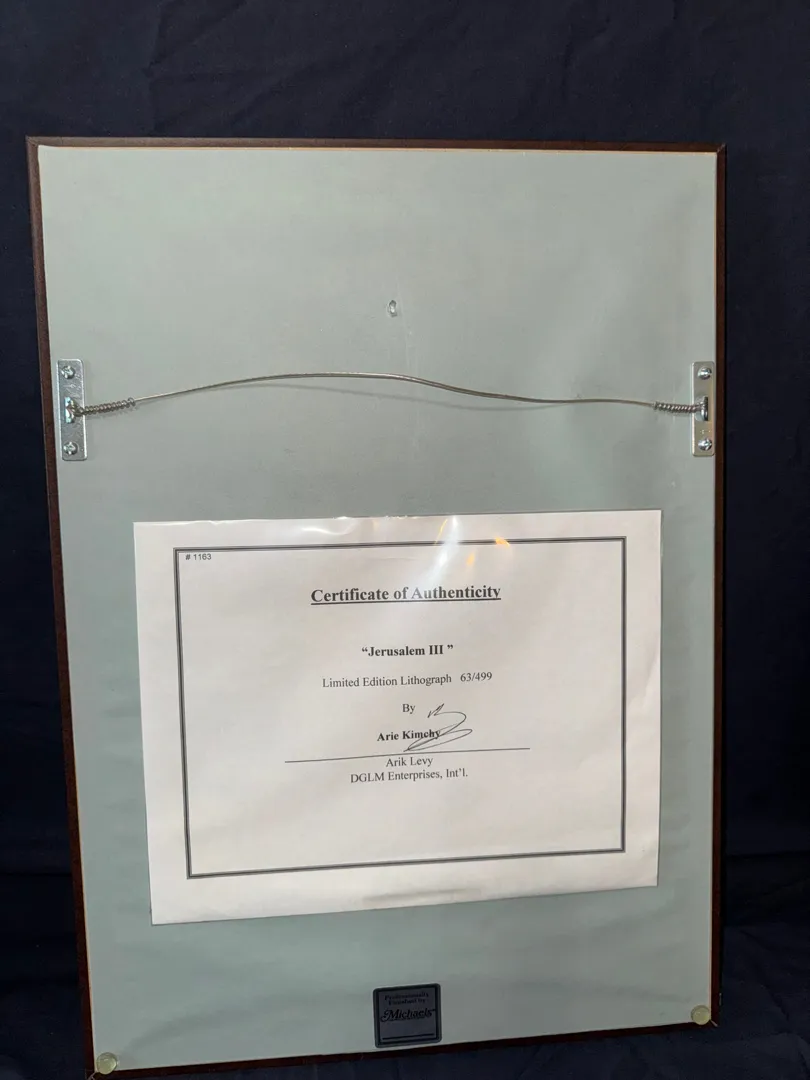 # 1163
Certificate of Authenticity
“Jerusalem III ”
Limited Edition Lithograph 63/499
By
Arie Kimchy
Arik Levy
DGLM Enterprises, Int’l.
Professionally
Finished by
Michaels